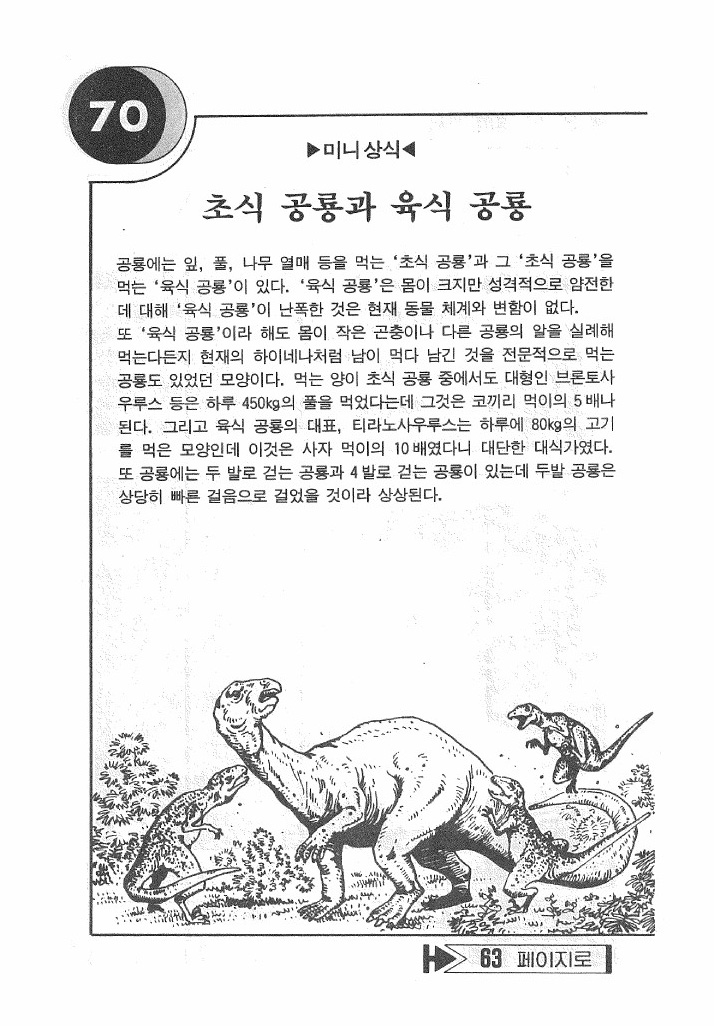 70
▶미니상식◀
초식 공룡과 육식 공룡
공룡에는 잎, 풀, 나무 열매 등을 먹는 ‘초식 공룡’과 그 ‘초식 공룡’을
먹는 ‘육식 공룡’이 있다. ‘육식 공룡’은 몸이 크지만 성격적으로 얌전한
데 대해 ‘육식 공룡’이 난폭한 것은 현재 동물 체계와 변함이 없다.
또 ‘육식 공룡’이라 해도 몸이 작은 곤충이나 다른 공룡의 알을 실례해
먹는다든지 현재의 하이네나처럼 남이 먹다 남긴 것을 전문적으로 먹는
공룡도 있었던 모양이다. 먹는 양이 초식 공룡 중에서도 대형인 브론토사
우루스 등은 하루 450kg의 풀을 먹었다는데 그것은 코끼리 먹이의 5배나
된다. 그리고 육식 공룡의 대표, 티라노사우루스는 하루에 80kg의 고기
를 먹은 모양인데 이것은 사자 먹이의 10배였다니 대단한 대식가였다.
또 공룡에는 두 발로 걷는 공룡과 4발로 걷는 공룡이 있는데 두발 공룡은
상당히 빠른 걸음으로 걸었을 것이라 상상된다.
63 페이지로